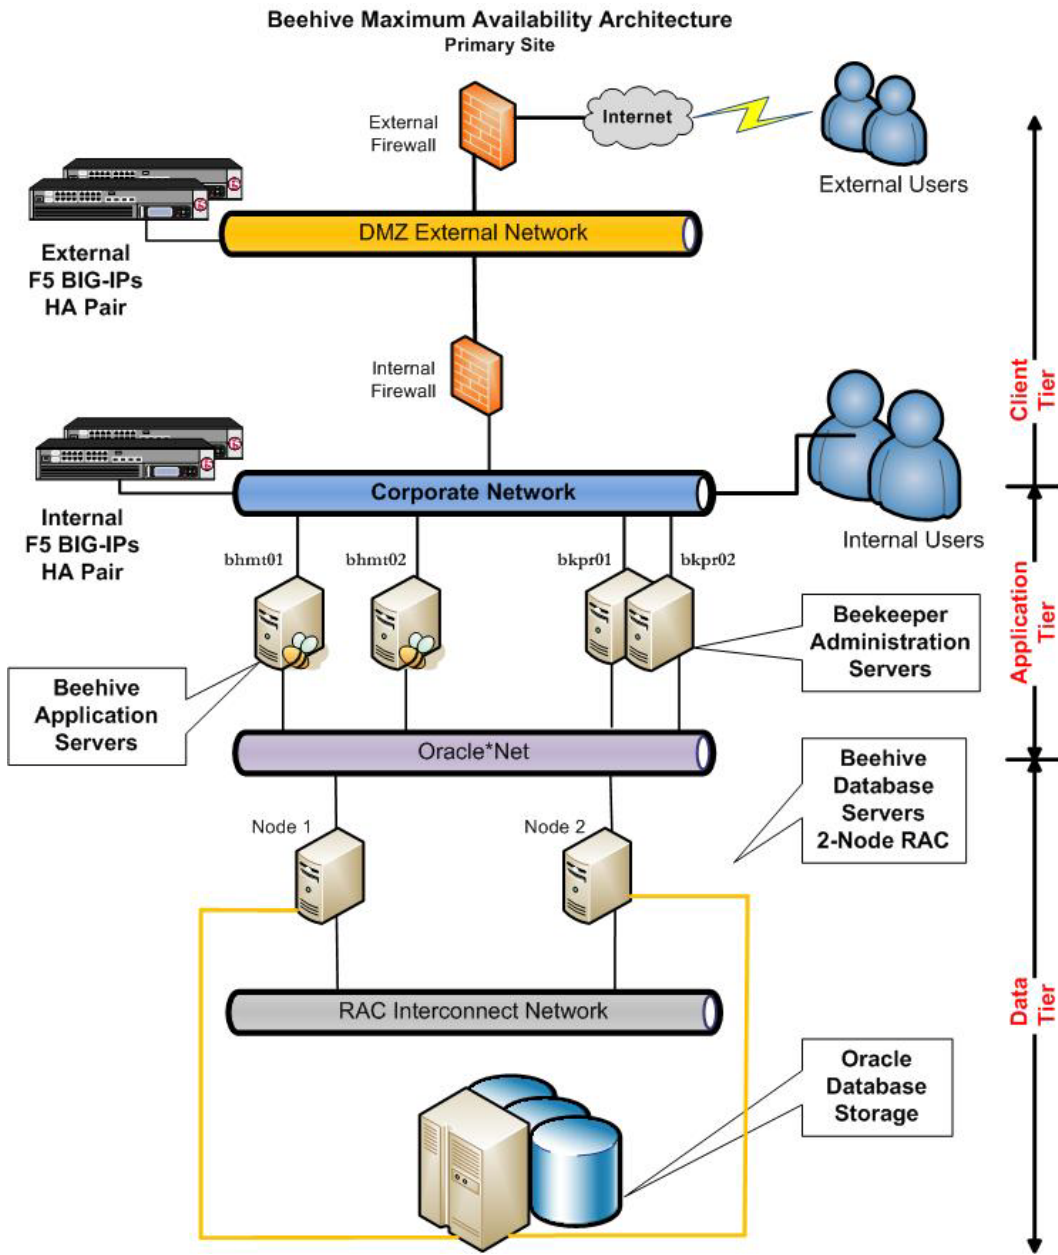 Beehive Maximum Availability Architecture
Primary Site
External
Firewall
Internet
External Users
DMZ External Network
External
F5 BIG-IPs
HA Pair
Internal
Firewall
Client
Tier
Corporate Network
Internal
F5 BIG-IPs
HA Pair
Internal Users
bhmt01
bhmt02
bkpr01
bkpr02
Beekeeper
Administration
Servers
Application
Tier
Beehive
Application
Servers
Oracle*Net
Beehive
Database
Servers
2-Node RAC
Node 1
Node 2
RAC Interconnect Network
Data
Tier
Oracle
Database
Storage